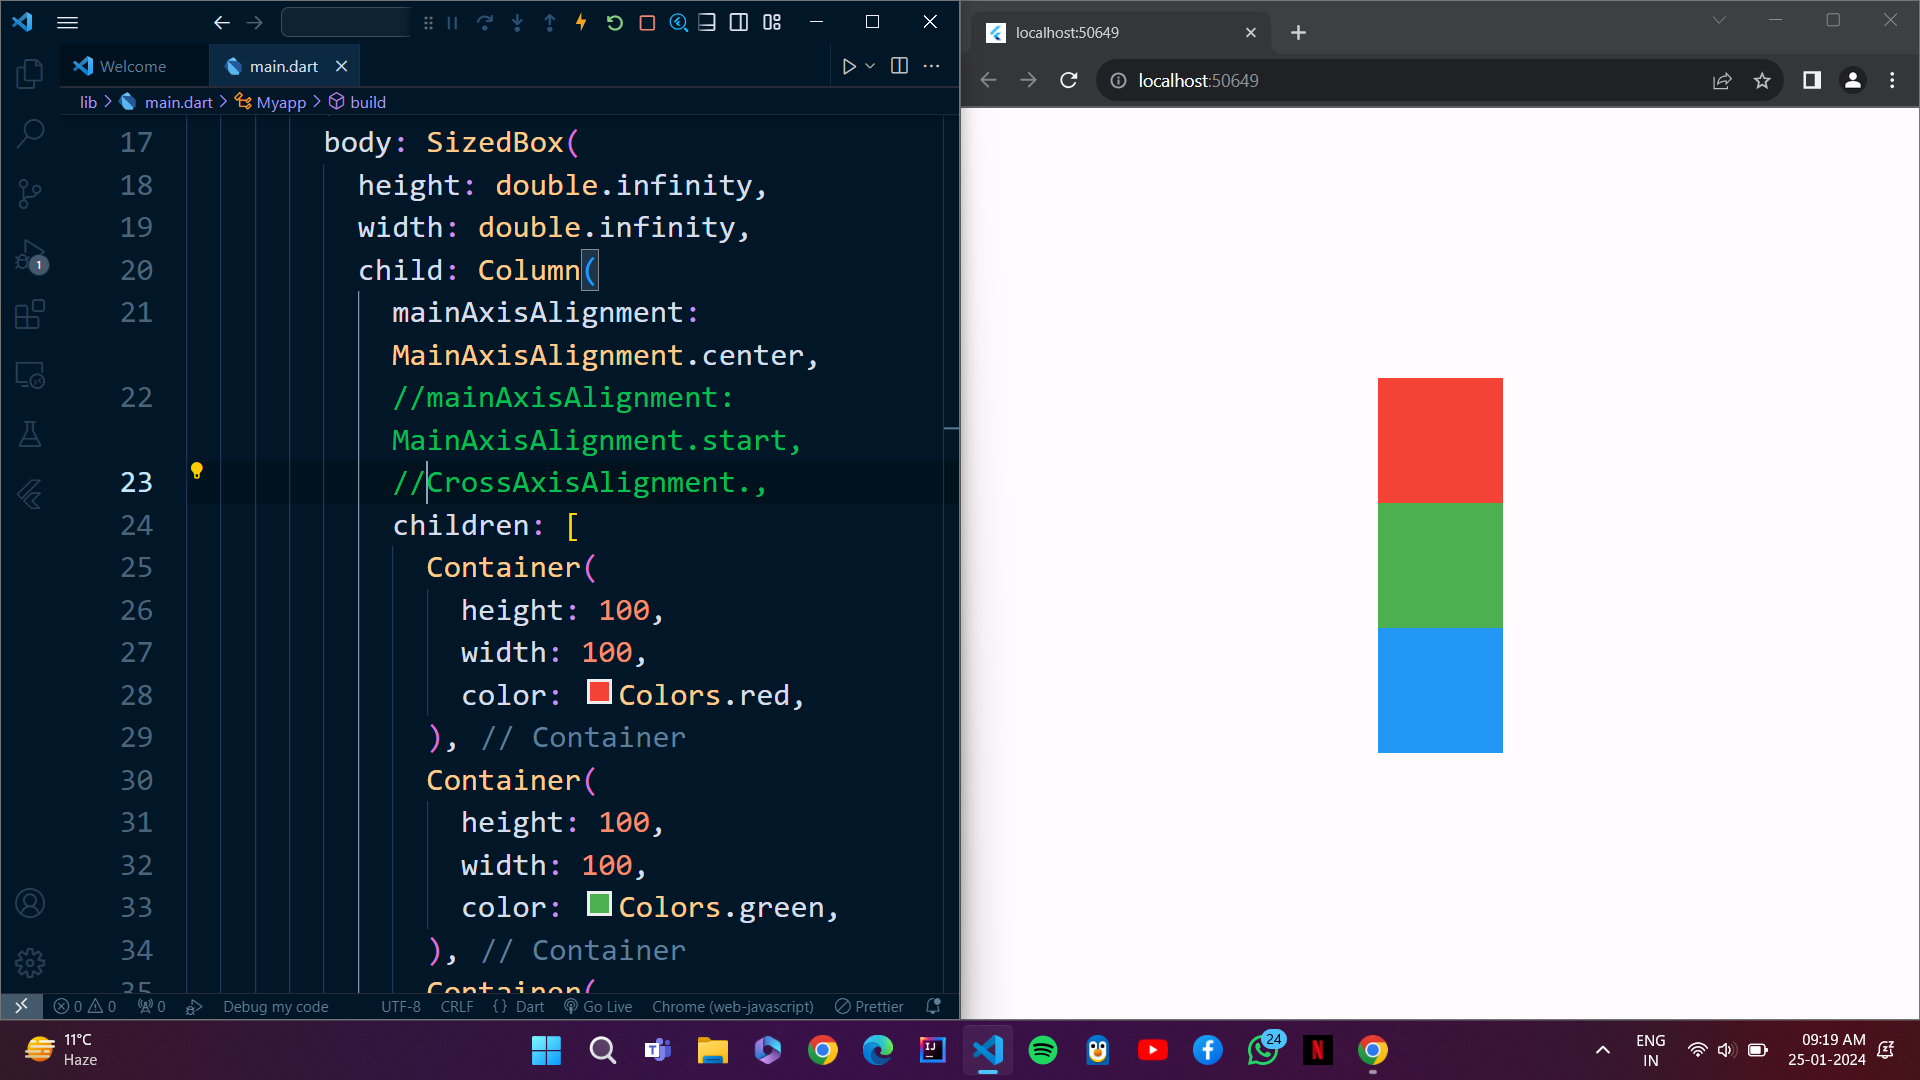 Welcome
main.dart
lib > main.dart > Myapp > build
17 body: SizedBox(
18 height: double.infinity,
19 width: double.infinity,
20 child: Column(
21 mainAxisAlignment:
MainAxisAlignment.center,
22 //mainAxisAlignment:
MainAxisAlignment.start,
23 //CrossAxisAlignment.,
24 children: [
25 Container(
26 height: 100,
27 width: 100,
28 color: Colors.red,
29 ), // Container
30 Container(
31 height: 100,
32 width: 100,
33 color: Colors.green,
34 ), // Container
35 Container(
1
0 0 0 Debug my code UTF-8 CRLF {} Dart Go Live Chrome (web-javascript) Prettier
localhost:50649
localhost:50649
11°C
Haze
24
ENG
IN
09:19 AM
25-01-2024